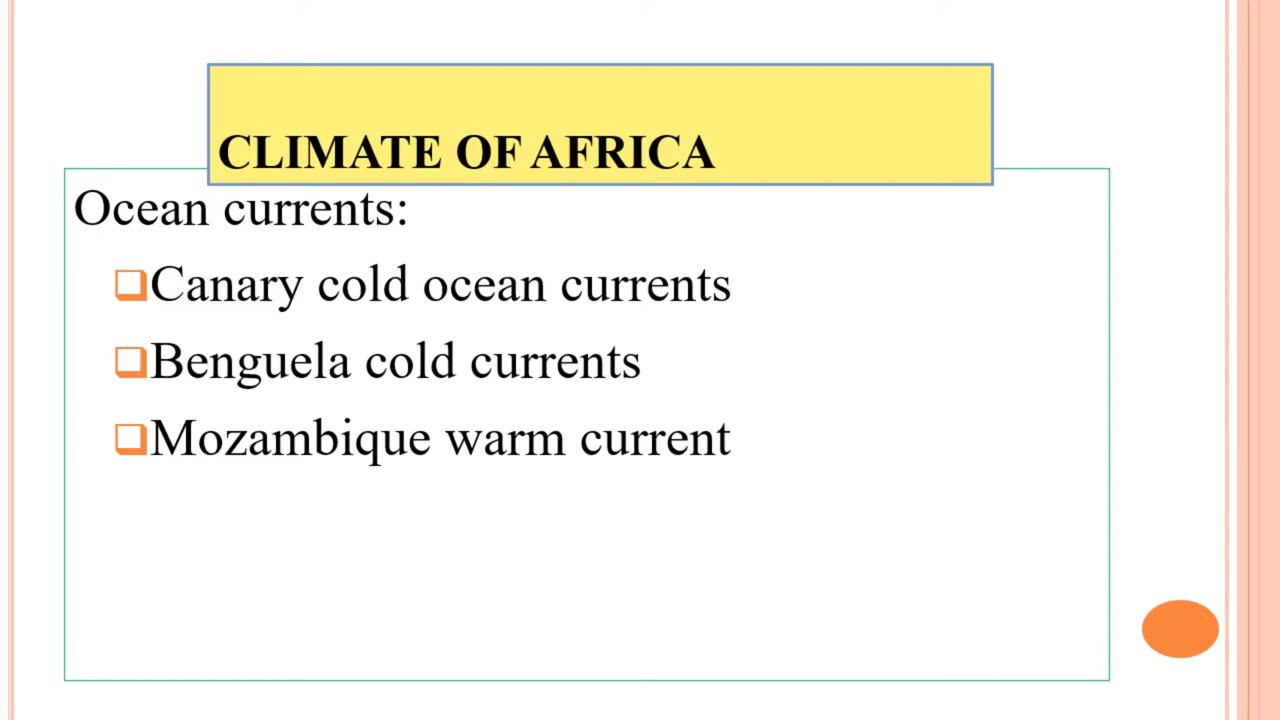 CLIMATE OF AFRICA
Ocean currents:
Canary cold ocean currents
Benguela cold currents
Mozambique warm current